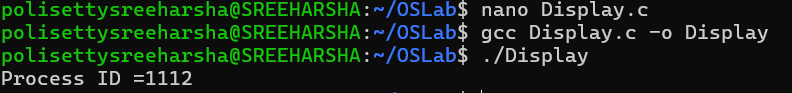 polisettysreeharsha@SREEHARSHA:~/OSLab$ nano Display.c
polisettysreeharsha@SREEHARSHA:~/OSLab$ gcc Display.c -o Display
polisettysreeharsha@SREEHARSHA:~/OSLab$ ./Display
Process ID =1112